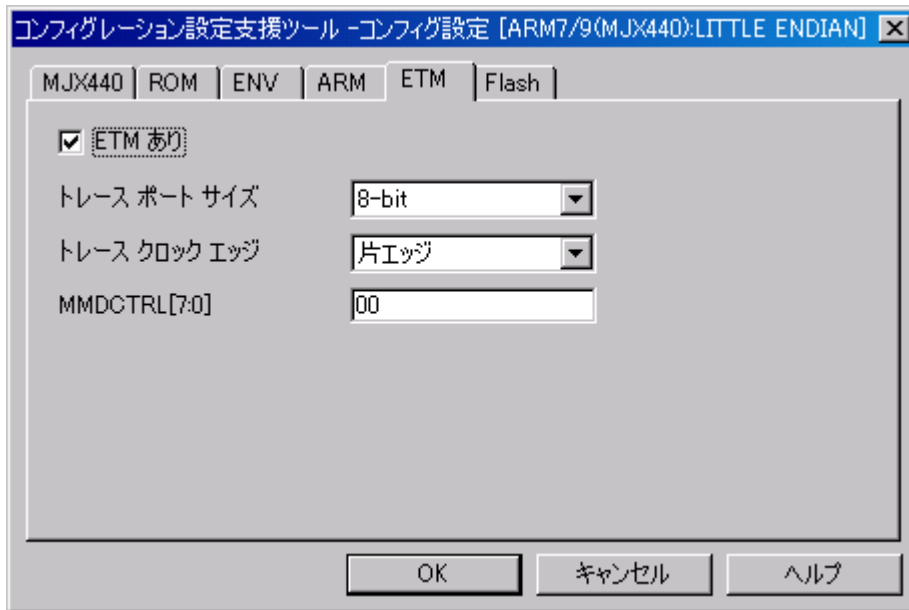 コンフィグレーション設定支援ツール -コンフィグ設定 [ARM7/9(MJX440):LITTLE ENDIAN]
MJX440 ROM ENV ARM ETM Flash
ETM あり
トレース ポート サイズ 8-bit
トレース クロック エッジ 片エッジ
MMDCTRL[7:0] 00
OK キャンセル ヘルプ